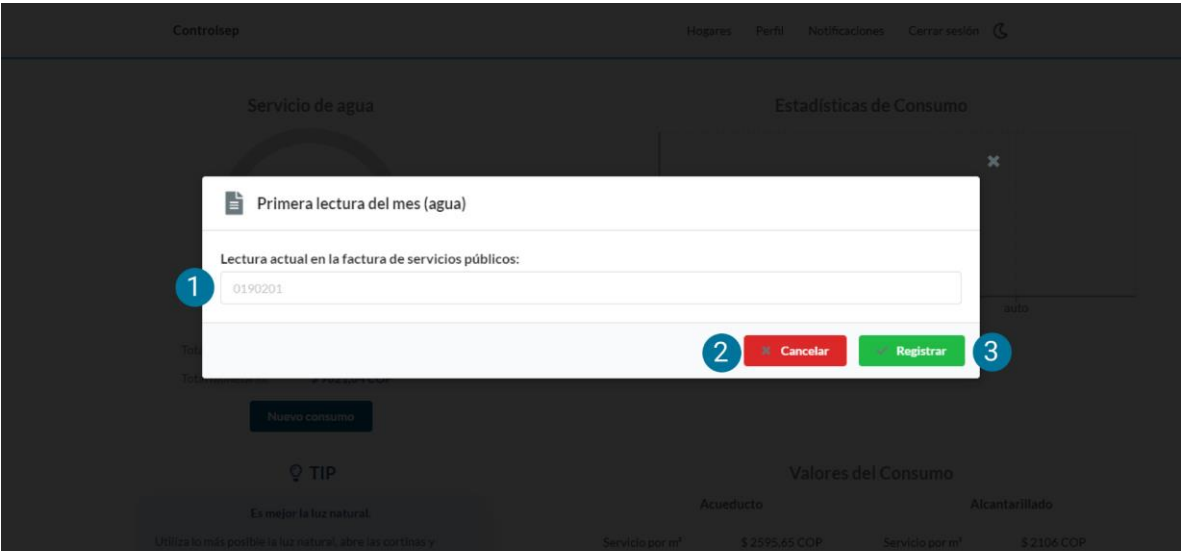 Controlsep
Hogares Perfil Notificaciones Cerrar sesión
Servicio de agua
Estadísticas de Consumo
Primera lectura del mes (agua)
Lectura actual en la factura de servicios públicos:
1
0190201
auto
2
Cancelar
Registrar
3
Nuevo consumo
TIP
Es mejor la luz natural.
Utiliza lo más posible la luz natural, abre las cortinas y
Valores del Consumo
Acueducto
Alcantarillado
Servicio por m³ $ 2595,65 COP
Servicio por m³ $ 2106 COP